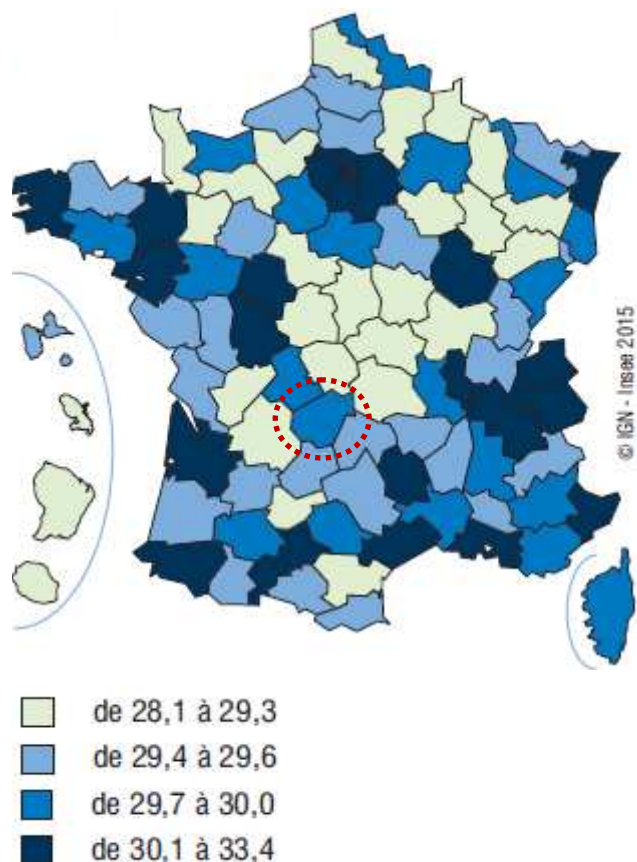 © IGN - Insee 2015
de 28,1 à 29,3
de 29,4 à 29,6
de 29,7 à 30,0
de 30,1 à 33,4